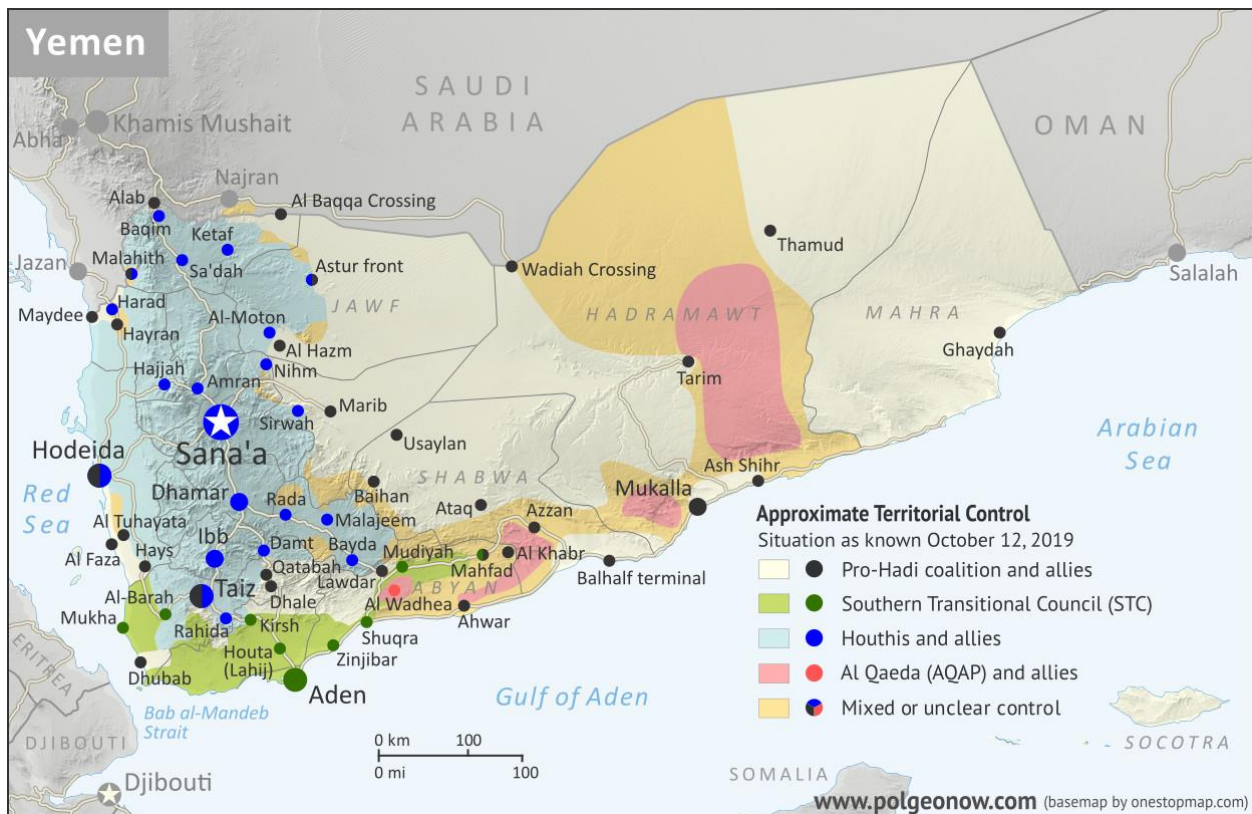 Yemen
SAUDI
ARABIA
OMAN
Khamis Mushait
Abha
Najran
Alab
Al Baqqa Crossing
Baqim
Ketaf
Thamud
Malahith
Jazan
Sa'dah
Astur front
Wadiah Crossing
Salalah
Harad
JAWF
HADRAMAWT
MAHRA
Maydee
Hayran
Al-Moton
Al Hazm
Ghaydah
Nihm
Hajjah
Amran
Tarim
Marib
Sirwah
Sana'a
Usaylan
Arabian
Sea
Hodeida
Ash Shihr
SHABWA
Red
Sea
Dhamar
Rada
Baihan
Mukalla
Ataq
Azzan
Al Tuhayata
Malajeem
Ibb
Al Faza
Hays
Damt
Bayda
Mudiyah
Al Khabr
Qatabah
Lawdar
Mahfad
Balhalf terminal
Al-Barah
Taiz
Dhale
ABYAN
Al Wadhea
Mukha
Ahwar
Rahida
Kirsh
Shuqra
Houta
(Lahij)
Zinjibar
Dhubab
Aden
ERITREA
Gulf of Aden
Bab al-Mandeb
Strait
DJIBOUTI
Djibouti
0 km
100
0 mi
100
Approximate Territorial Control
Situation as known October 12, 2019
Pro-Hadi coalition and allies
Southern Transitional Council (STC)
Houthis and allies
Al Qaeda (AQAP) and allies
Mixed or unclear control
SOCOTRA
SOMALIA
www.polgeonow.com (basemap by onestopmap.com)